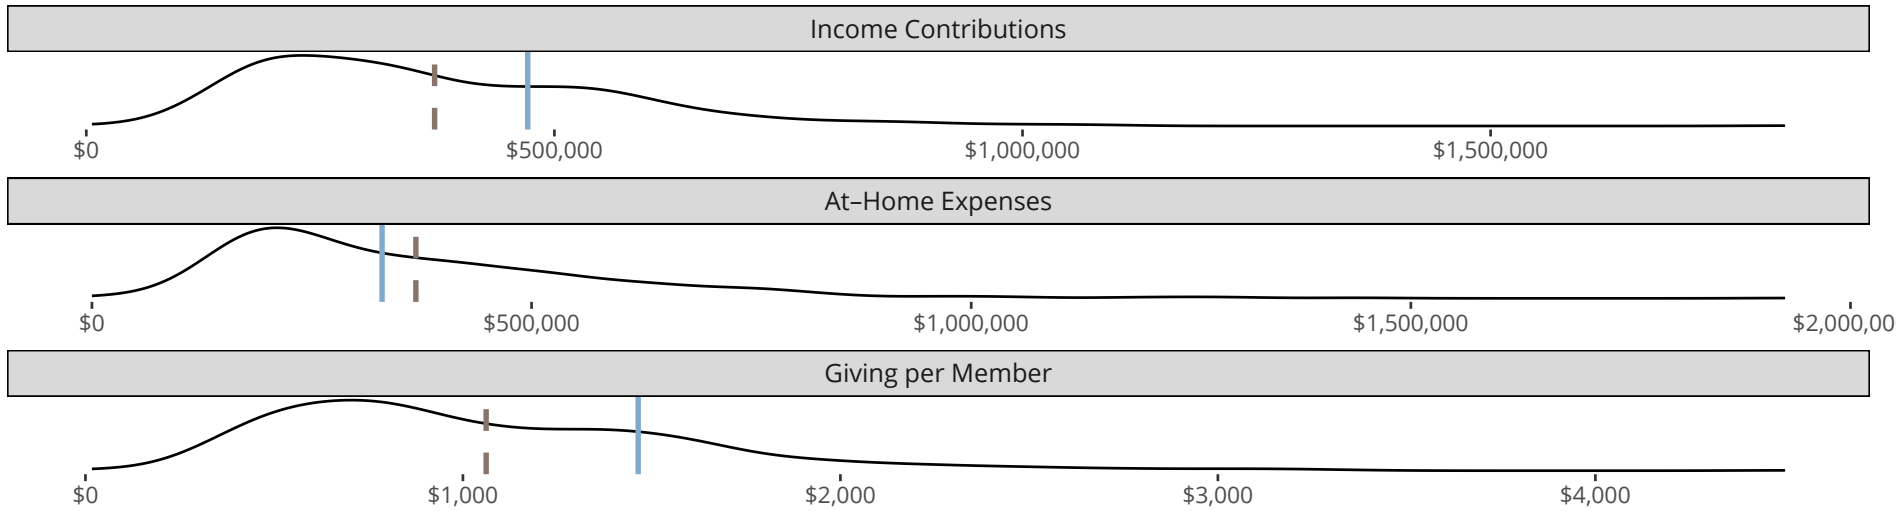 Income Contributions
$0 $500,000 $1,000,000 $1,500,000
At–Home Expenses
$0 $500,000 $1,000,000 $1,500,000 $2,000,00
Giving per Member
$0 $1,000 $2,000 $3,000 $4,000